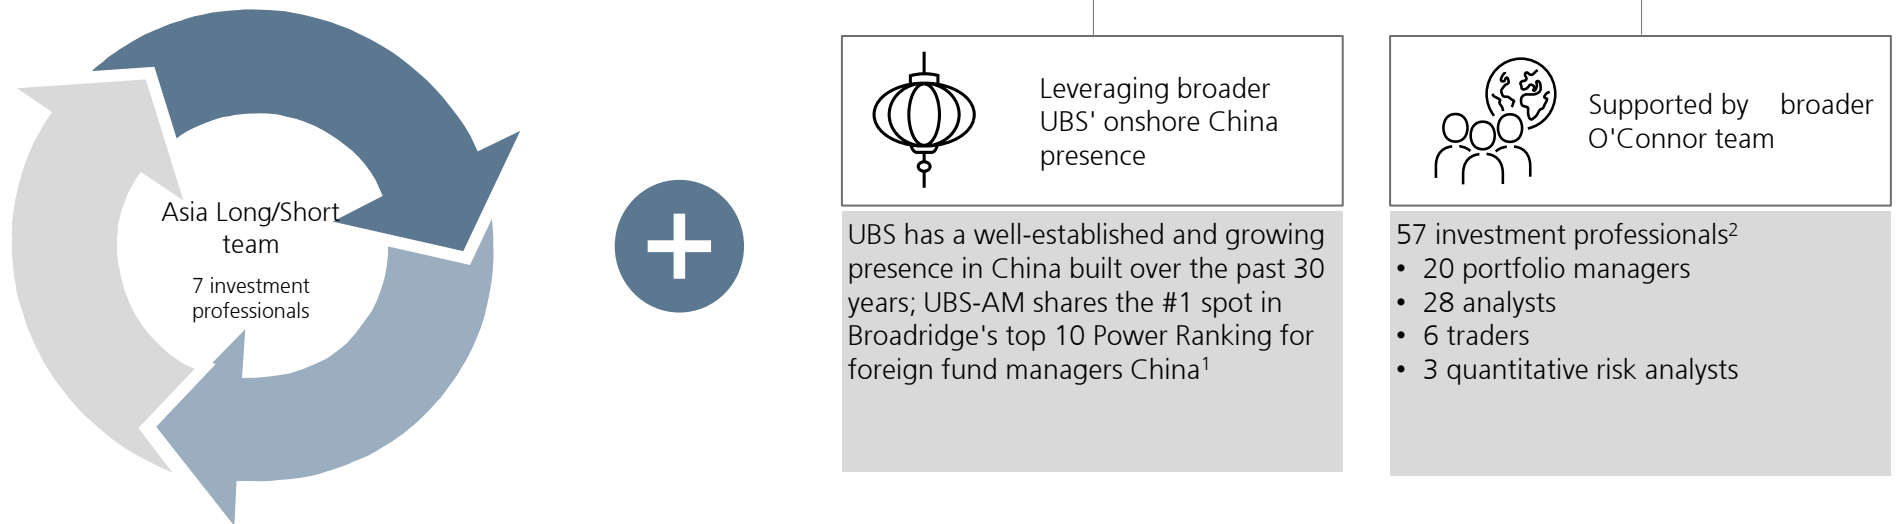 Asia Long/Short
team
7 investment
professionals
Leveraging broader
UBS' onshore China
presence
UBS has a well-established and growing
presence in China built over the past 30
years; UBS-AM shares the #1 spot in
Broadridge's top 10 Power Ranking for
foreign fund managers China¹
Supported by broader
O'Connor team
57 investment professionals²
• 20 portfolio managers
• 28 analysts
• 6 traders
• 3 quantitative risk analysts